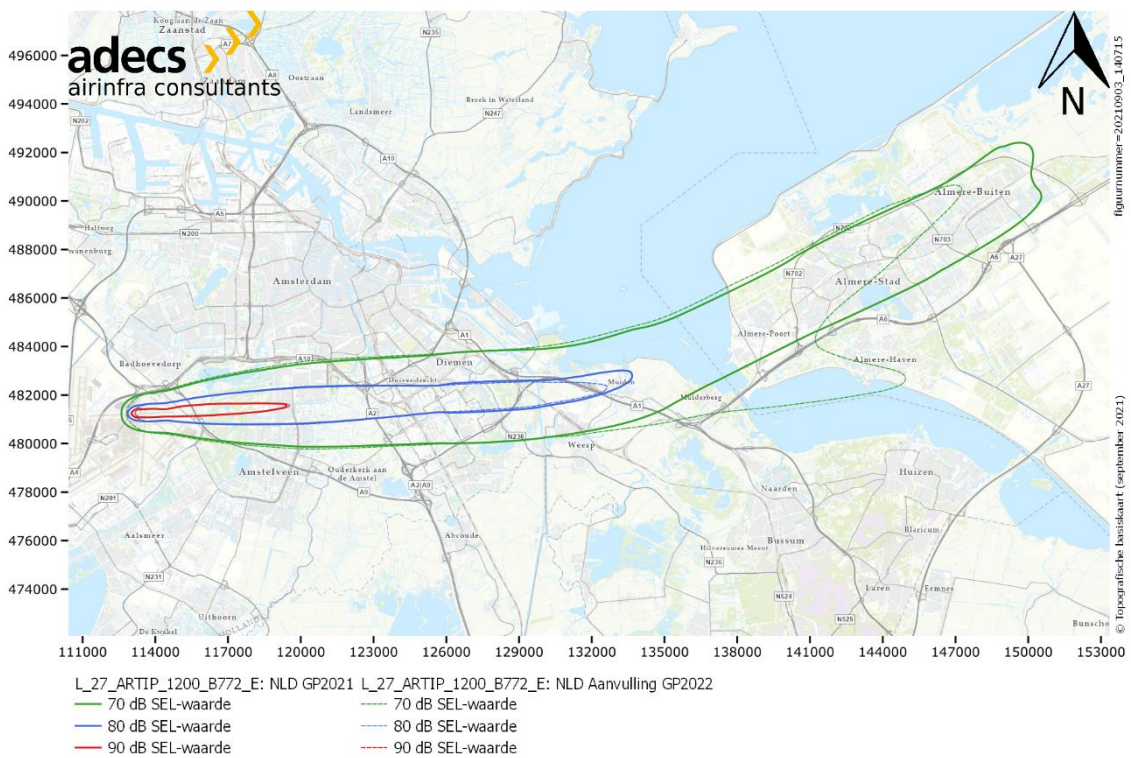 Koog aan de Zaan
Zaanstad
A7
A8
adecs
airinfra consultants
Oostzaan
Landsmeer
Broek in Waterland
N235
N247
N202
A10
A5
N200
Halfweg
Amsterdam
Badhoevedorp
A10
Diemen
A1
Duivendrecht
A2
Muiden
A1
Muiderberg
Amstelveen
Ouderkerk aan
de Amstel
N236
Weesp
A9
A4
N201
Aalsmeer
Abcoude
N231
Uithoorn
De Kwakel
Naarden
Bussum
Hilversumse Meent
N236
N524
N526
Huizen
Blaricum
Laren
Eemnes
Bunscho
Almere-Buiten
N702
N703
N702
Almere-Stad
A6
A27
Almere-Poort
A6
Almere-Haven
A27
N
496000
494000
492000
490000
488000
486000
484000
482000
480000
478000
476000
474000
111000 114000 117000 120000 123000 126000 129000 132000 135000 138000 141000 144000 147000 150000 153000
figuurnummer=20210903_140715
© Topografische basiskaart (september 2021)
L_27_ARTIP_1200_B772_E: NLD GP2021 L_27_ARTIP_1200_B772_E: NLD Aanvulling GP2022
70 dB SEL-waarde 70 dB SEL-waarde
80 dB SEL-waarde 80 dB SEL-waarde
90 dB SEL-waarde 90 dB SEL-waarde